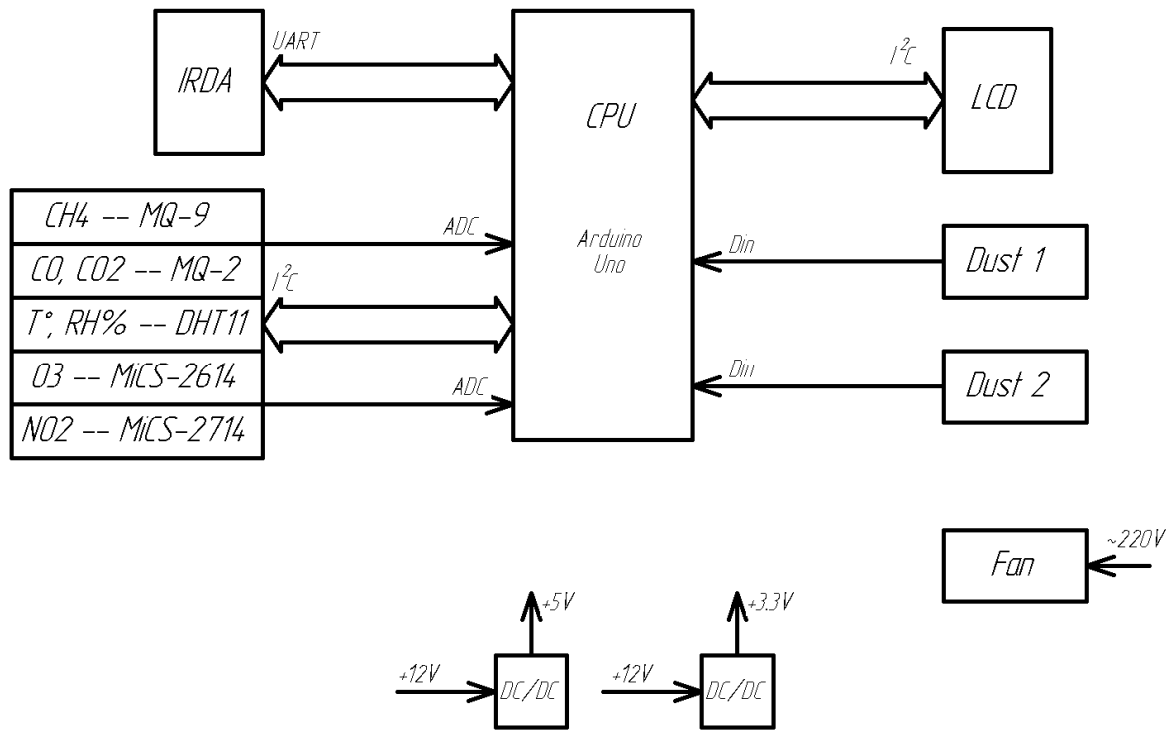 IRDA
UART
CPU
Arduino
Uno
I²C
LCD
CH4 -- MQ-9
CO, CO2 -- MQ-2
T°, RH% -- DHT11
O3 -- MiCS-2614
NO2 -- MiCS-2714
ADC
I²C
ADC
Din
Dust 1
Din
Dust 2
Fan
~220V
+5V
+12V
DC/DC
+3.3V
+12V
DC/DC